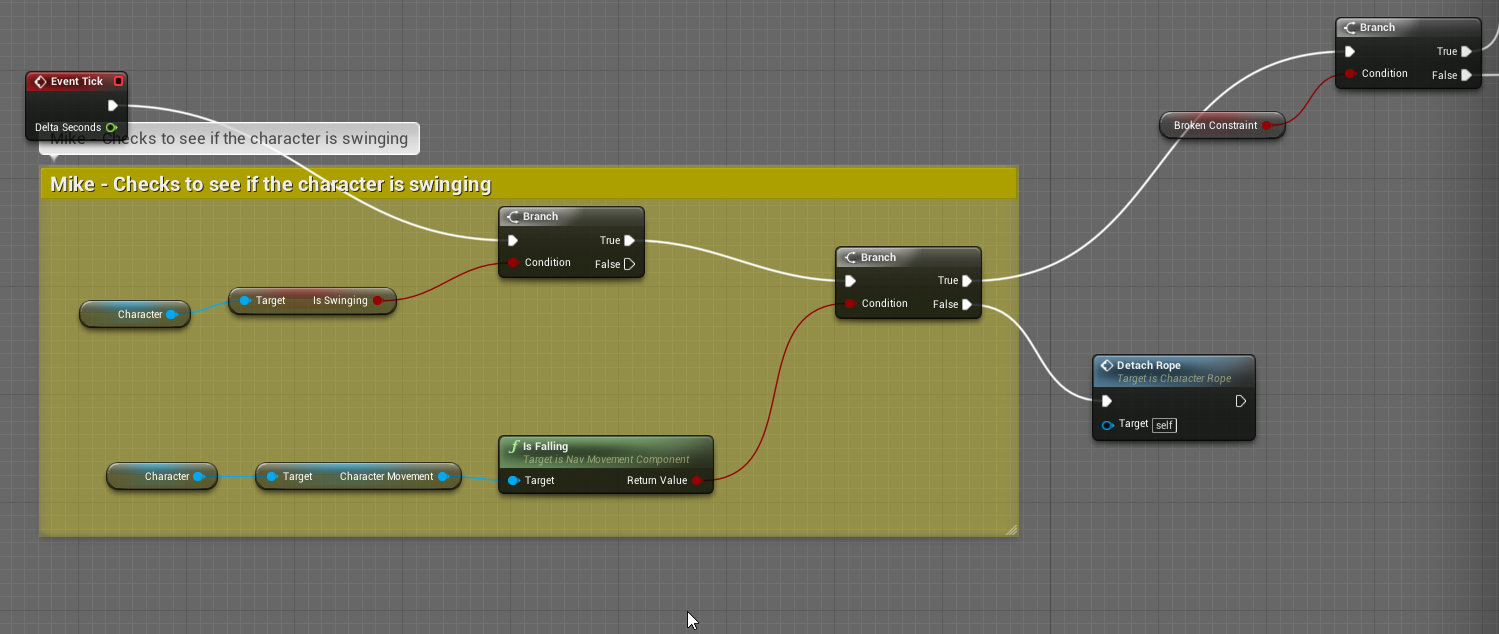 Branch
True
Condition
False
Event Tick
Delta Seconds
Mike - Checks to see if the character is swinging
Broken Constraint
Mike - Checks to see if the character is swinging
Branch
True
Condition
False
Character
Target Is Swinging
Branch
True
Condition
False
Detach Rope
Target is Character Rope
Target self
Is Falling
Target is Nav Movement Component
Target Return Value
Character
Target Character Movement